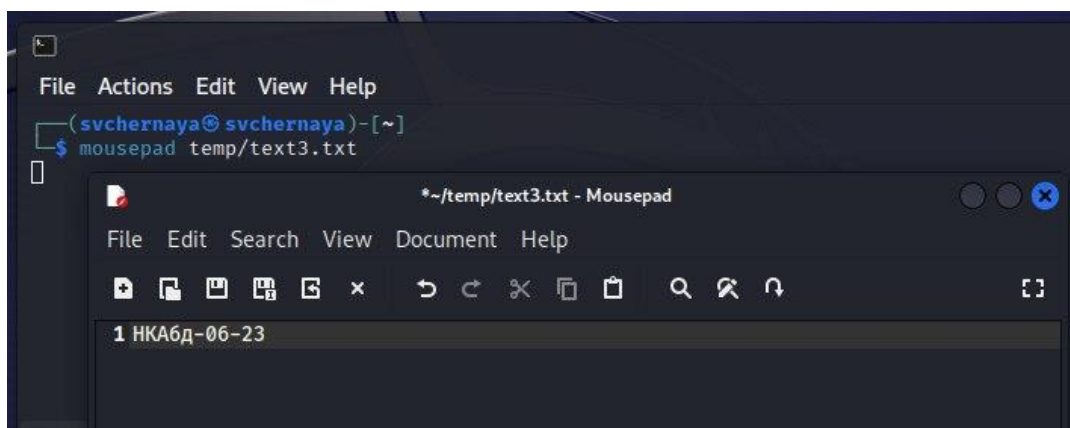 File Actions Edit View Help
(svchernaya㉿svchernaya)-[~]
$ mousepad temp/text3.txt
*~/temp/text3.txt - Mousepad
File Edit Search View Document Help
1 НКАбд-06-23